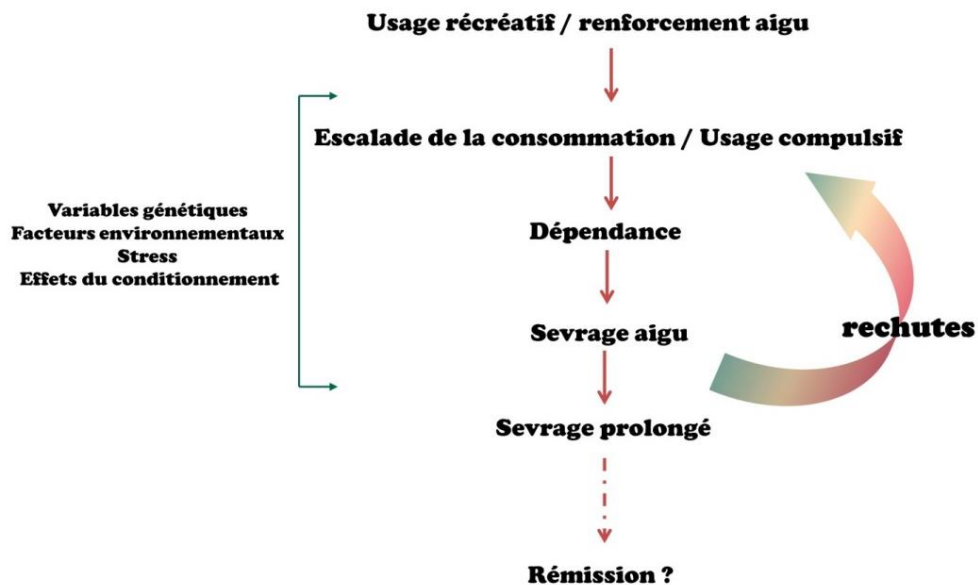 Usage récréatif / renforcement aigu
Escalade de la consommation / Usage compulsif
Variables génétiques
Facteurs environnementaux
Stress
Effets du conditionnement
Dépendance
Sevrage aigu
rechutes
Sevrage prolongé
Rémission ?